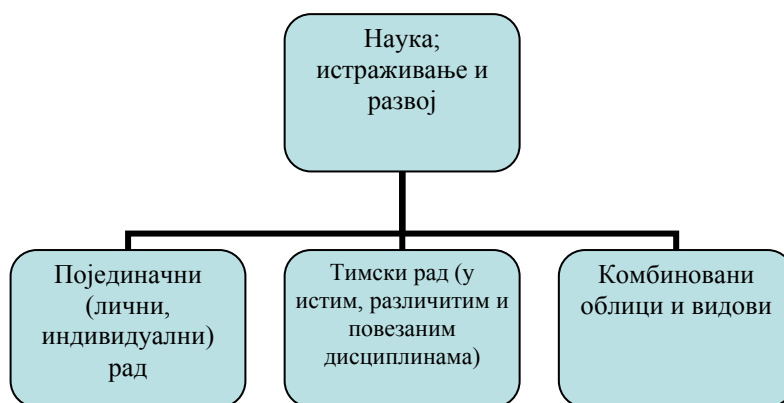 Наука;
истраживање и
развој
Појединачни
(лични,
индивидуални)
рад
Тимски рад (у
истим, различитим и
повезаним
дисциплинама)
Комбиновани
облици и видови